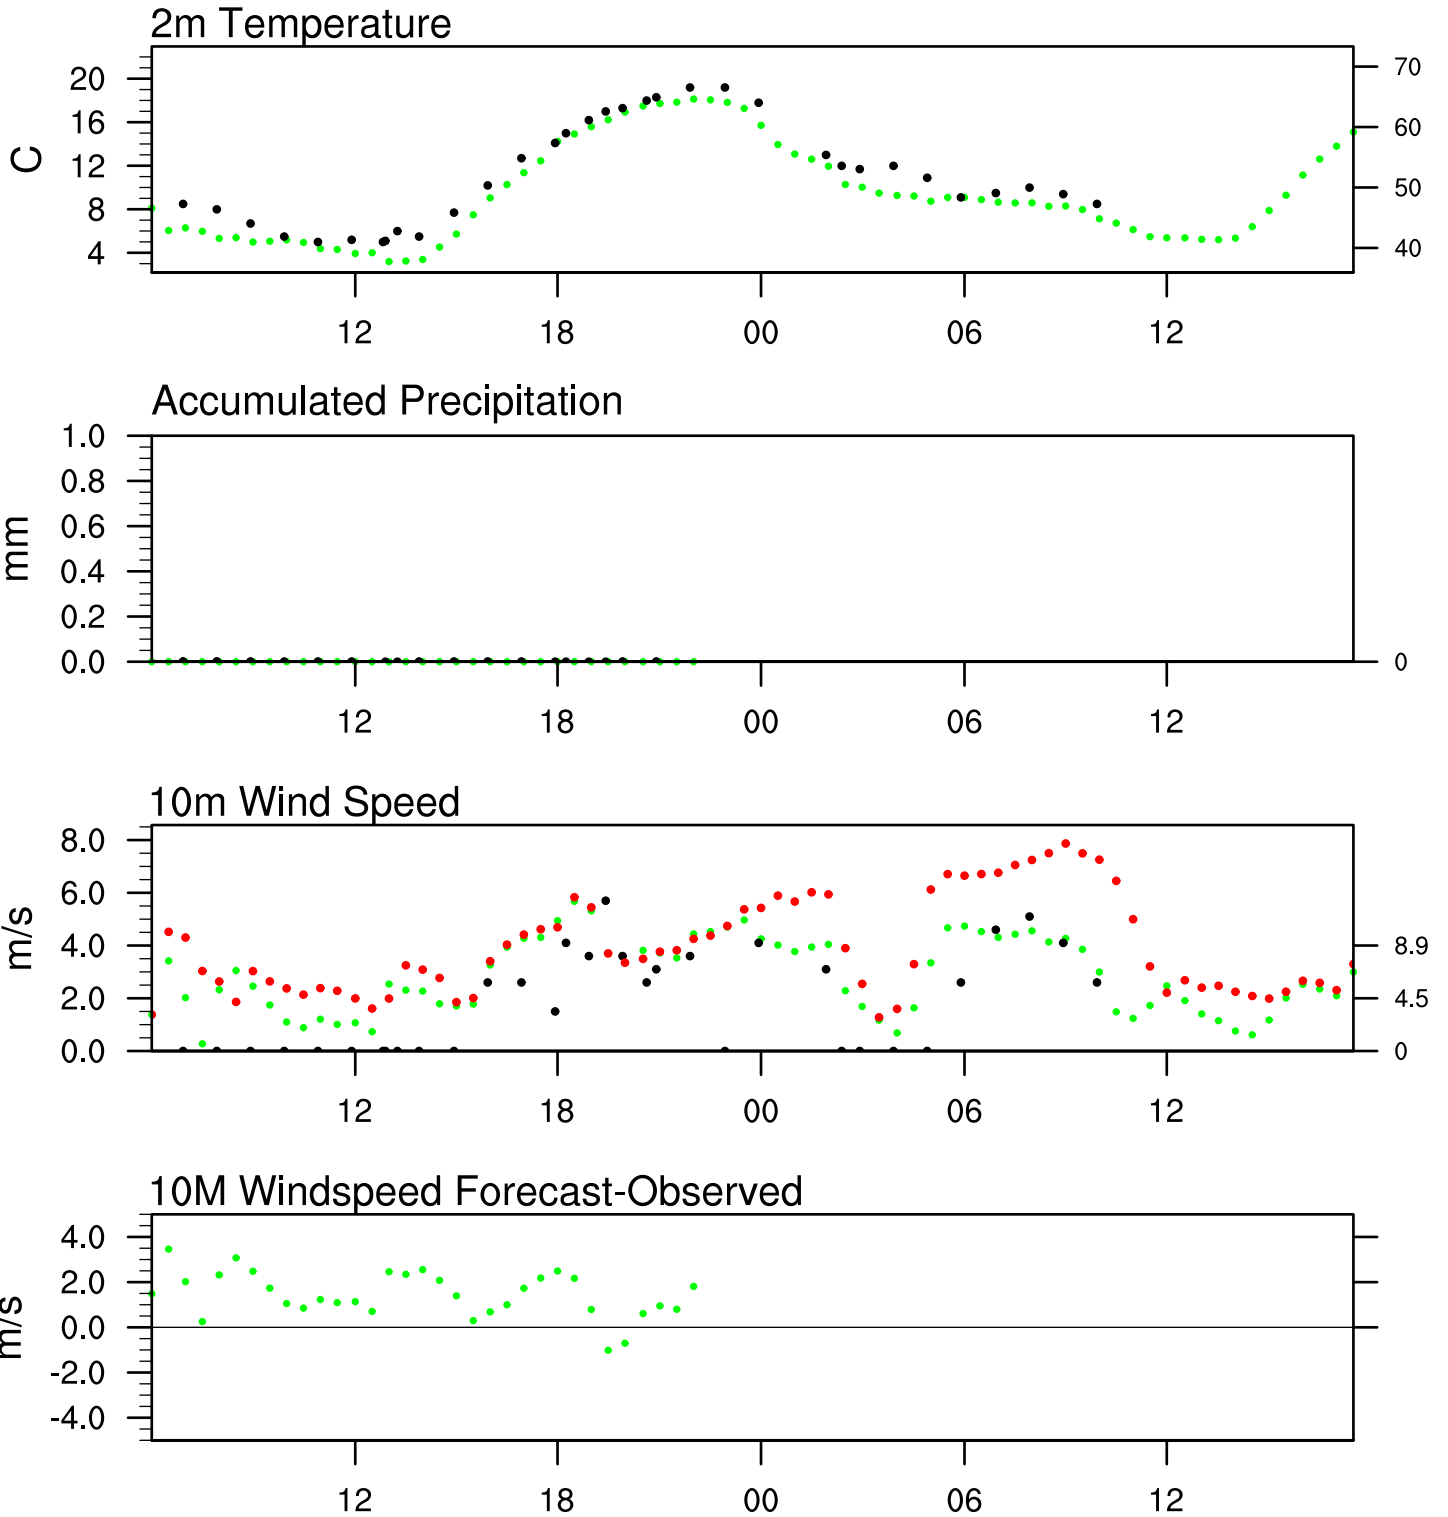 2m Temperature
20
16
12
8
4
C
70
60
50
40
12 18 00 06 12
Accumulated Precipitation
1.0
0.8
0.6
0.4
0.2
0.0
mm
0
12 18 00 06 12
10m Wind Speed
8.0
6.0
4.0
2.0
0.0
m/s
8.9
4.5
0
12 18 00 06 12
10M Windspeed Forecast-Observed
4.0
2.0
0.0
-2.0
-4.0
m/s
12 18 00 06 12